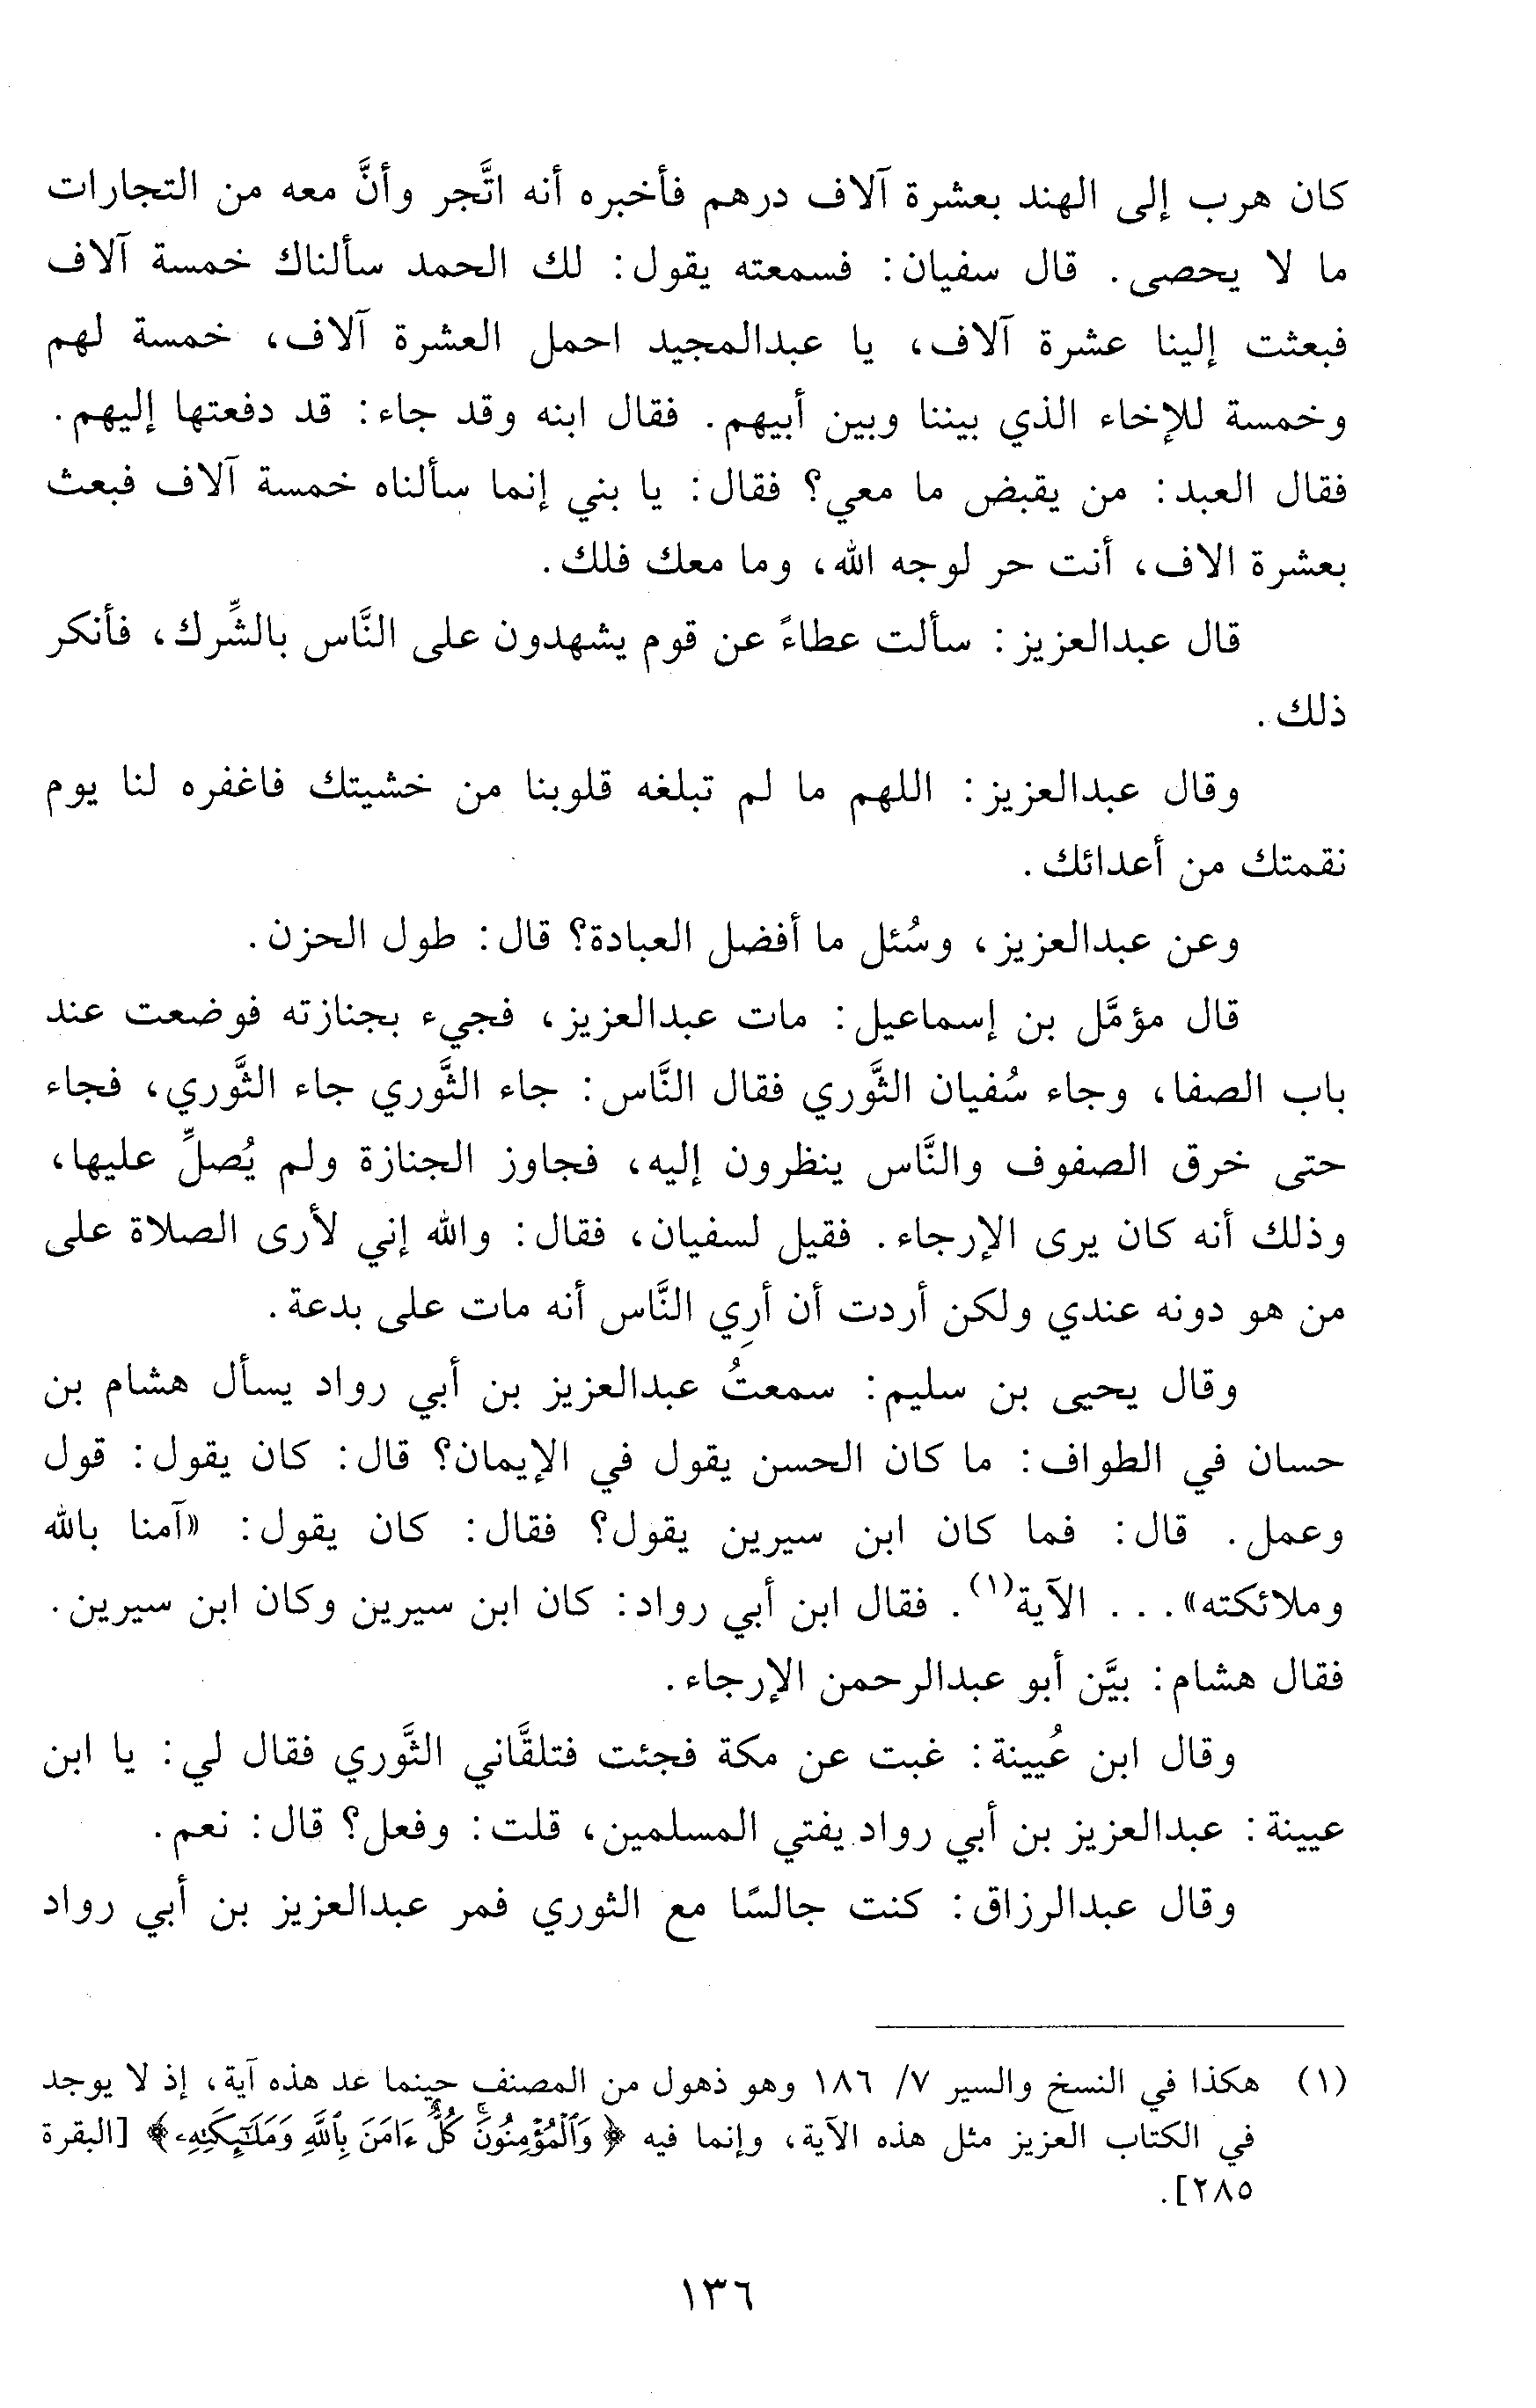 كان هرب إلى الهند بعشرة آلاف درهم فأخبره أنه اتَّجر وأنَّ معه من التجارات
ما لا يحصى. قال سفيان: فسمعته يقول: لك الحمد سألناك خمسة آلاف
فبعثت إلينا عشرة آلاف، يا عبدالمجيد احمل العشرة آلاف، خمسة لهم
وخمسة للإخاء الذي بيننا وبين أبيهم. فقال ابنه وقد جاء: قد دفعتها إليهم.
فقال العبد: من يقبض ما معي؟ فقال: يا بني إنما سألناه خمسة آلاف فبعث
بعشرة الاف، أنت حر لوجه الله، وما معك فلك.
قال عبدالعزيز: سألت عطاءً عن قوم يشهدون على النَّاس بالشِّرك، فأنكر
ذلك.
وقال عبدالعزيز: اللهم ما لم تبلغه قلوبنا من خشيتك فاغفره لنا يوم
نقمتك من أعدائك.
وعن عبدالعزيز، وسُئل ما أفضل العبادة؟ قال: طول الحزن.
قال مؤمَّل بن إسماعيل: مات عبدالعزيز، فجيء بجنازته فوضعت عند
باب الصفا، وجاء سُفيان الثَّوري فقال النَّاس: جاء الثَّوري جاء الثَّوري، فجاء
حتى خرق الصفوف والنَّاس ينظرون إليه، فجاوز الجنازة ولم يُصلِّ عليها،
وذلك أنه كان يرى الإرجاء. فقيل لسفيان، فقال: والله إني لأرى الصلاة على
من هو دونه عندي ولكن أردت أن أرِي النَّاس أنه مات على بدعة.
وقال يحيى بن سليم: سمعتُ عبدالعزيز بن أبي رواد يسأل هشام بن
حسان في الطواف: ما كان الحسن يقول في الإيمان؟ قال: كان يقول: قول
وعمل. قال: فما كان ابن سيرين يقول؟ فقال: كان يقول: «آمنا بالله
وملائكته»... الآية(١). فقال ابن أبي رواد: كان ابن سيرين وكان ابن سيرين.
فقال هشام: بيَّن أبو عبدالرحمن الإرجاء.
وقال ابن عُيينة: غبت عن مكة فجئت فتلقَّاني الثَّوري فقال لي: يا ابن
عيينة: عبدالعزيز بن أبي رواد يفتي المسلمين، قلت: وفعل؟ قال: نعم.
وقال عبدالرزاق: كنت جالسًا مع الثوري فمر عبدالعزيز بن أبي رواد
(١) هكذا في النسخ والسير ٧/ ١٨٦ وهو ذهول من المصنف حينما عد هذه آية، إذ لا يوجد
في الكتاب العزيز مثل هذه الآية، وإنما فيه ﴿وَٱلْمُؤْمِنُونَۚ كُلٌّ ءَامَنَ بِٱللَّهِ وَمَلَٰٓئِكَتِهِۦ﴾ [البقرة
٢٨٥].
١٣٦